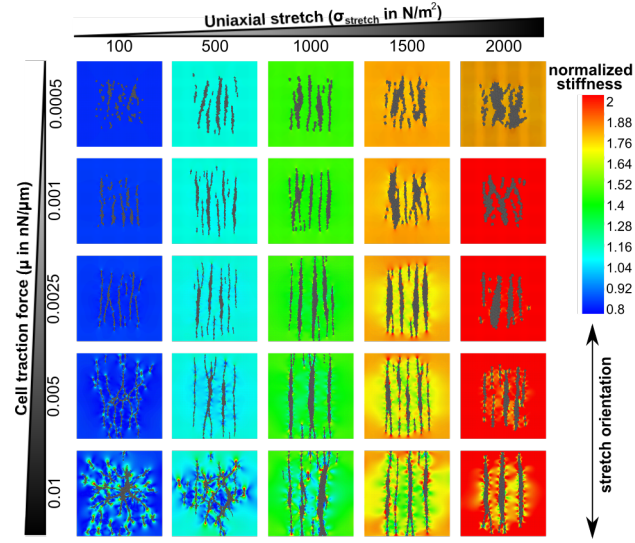 Uniaxial stretch (σstretch in N/m²)
100 500 1000 1500 2000
Cell traction force (μ in nN/μm)
0.0005
0.001
0.0025
0.005
0.01
normalized
stiffness
2
1.88
1.76
1.64
1.52
1.4
1.28
1.16
1.04
0.92
0.8
stretch orientation